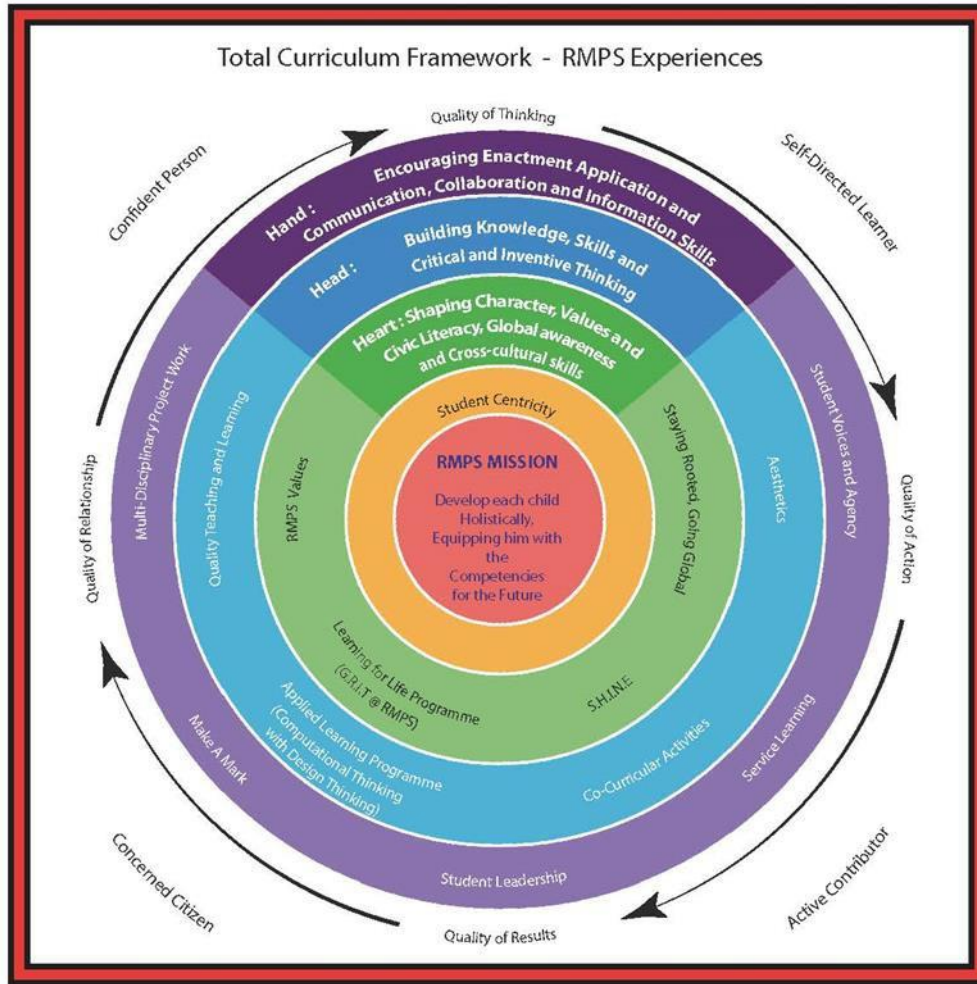 Total Curriculum Framework - RMPS Experiences
Quality of Thinking
Confident Person
Self-Directed Learner
Hand : Encouraging Enactment Application and
Communication, Collaboration and Information Skills
Head : Building Knowledge, Skills and
Critical and Inventive Thinking
Heart : Shaping Character, Values and
Civic Literacy, Global awareness
and Cross-cultural skills
Student Centricity
RMPS MISSION
Develop each child
Holistically,
Equipping him with
the
Competencies
for the Future
Quality of Relationship
Multi-Disciplinary Project Work
Quality Teaching and Learning
RMPS Values
Staying Rooted, Going Global
Aesthetics
Student Voices and Agency
Quality of Action
Learning for Life Programme
(G.R.I.T @ RMPS)
S.H.I.N.E
Applied Learning Programme
(Computational Thinking
with Design Thinking)
Co-Curricular Activities
Make A Mark
Service Learning
Student Leadership
Concerned Citizen
Active Contributor
Quality of Results